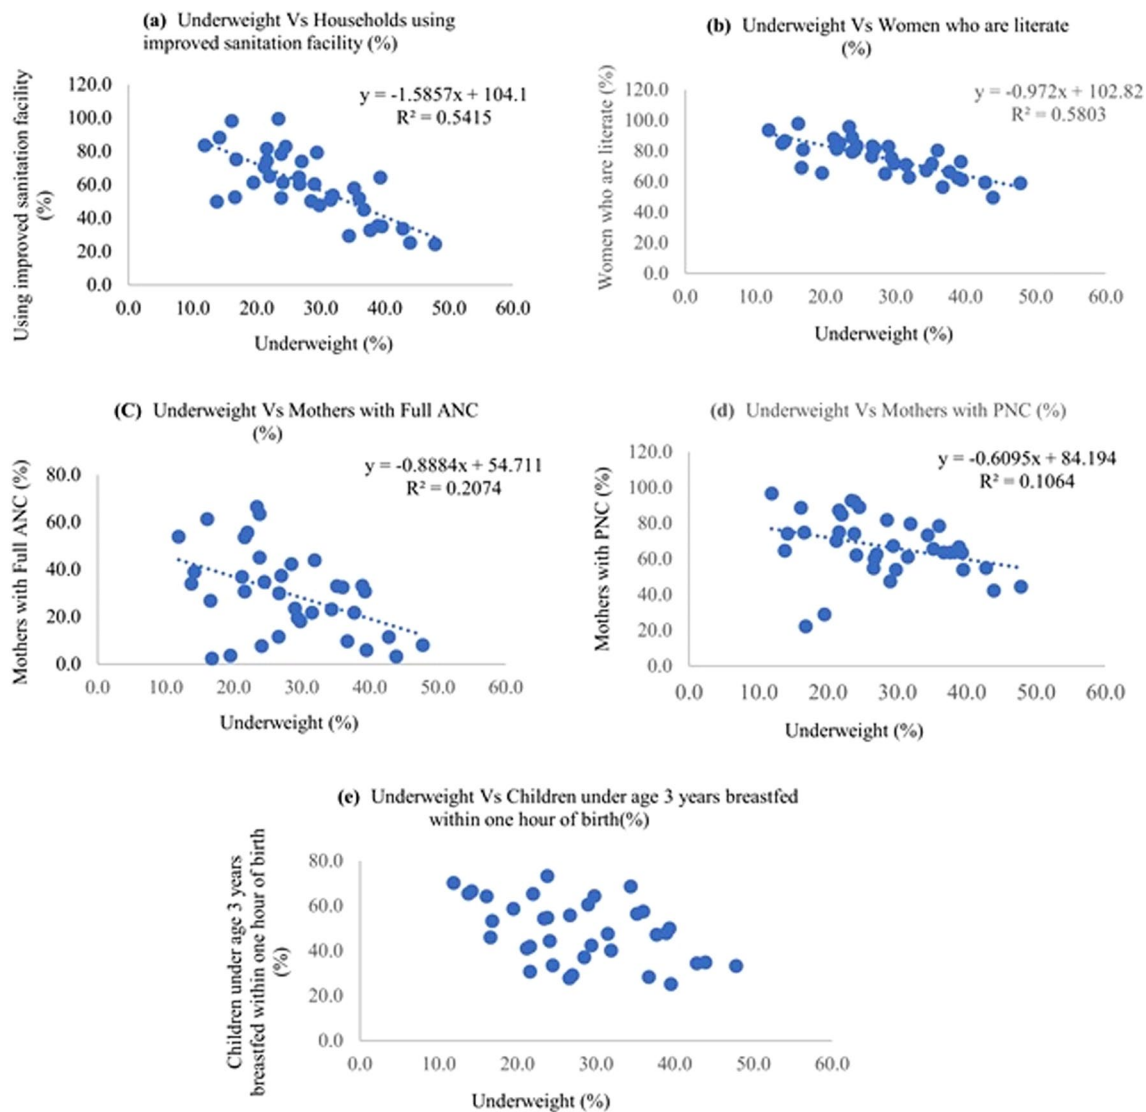 (a) Underweight Vs Households using
improved sanitation facility (%)
y = -1.5857x + 104.1
R² = 0.5415
Using improved sanitation facility
(%)
120.0
100.0
80.0
60.0
40.0
20.0
0.0
0.0 10.0 20.0 30.0 40.0 50.0 60.0
Underweight (%)
(b) Underweight Vs Women who are literate
(%)
y = -0.972x + 102.82
R² = 0.5803
Women who are literate (%)
120.0
100.0
80.0
60.0
40.0
20.0
0.0
0.0 10.0 20.0 30.0 40.0 50.0 60.0
Underweight (%)
(C) Underweight Vs Mothers with Full ANC
(%)
y = -0.8884x + 54.711
R² = 0.2074
Mothers with Full ANC (%)
80.0
60.0
40.0
20.0
0.0
0.0 10.0 20.0 30.0 40.0 50.0 60.0
Underweight (%)
(d) Underweight Vs Mothers with PNC (%)
y = -0.6095x + 84.194
R² = 0.1064
Mothers with PNC (%)
120.0
100.0
80.0
60.0
40.0
20.0
0.0
0.0 10.0 20.0 30.0 40.0 50.0 60.0
Underweight (%)
(e) Underweight Vs Children under age 3 years breastfed
within one hour of birth(%)
Children under age 3 years
breastfed within one hour of birth
(%)
80.0
60.0
40.0
20.0
0.0
0.0 10.0 20.0 30.0 40.0 50.0 60.0
Underweight (%)